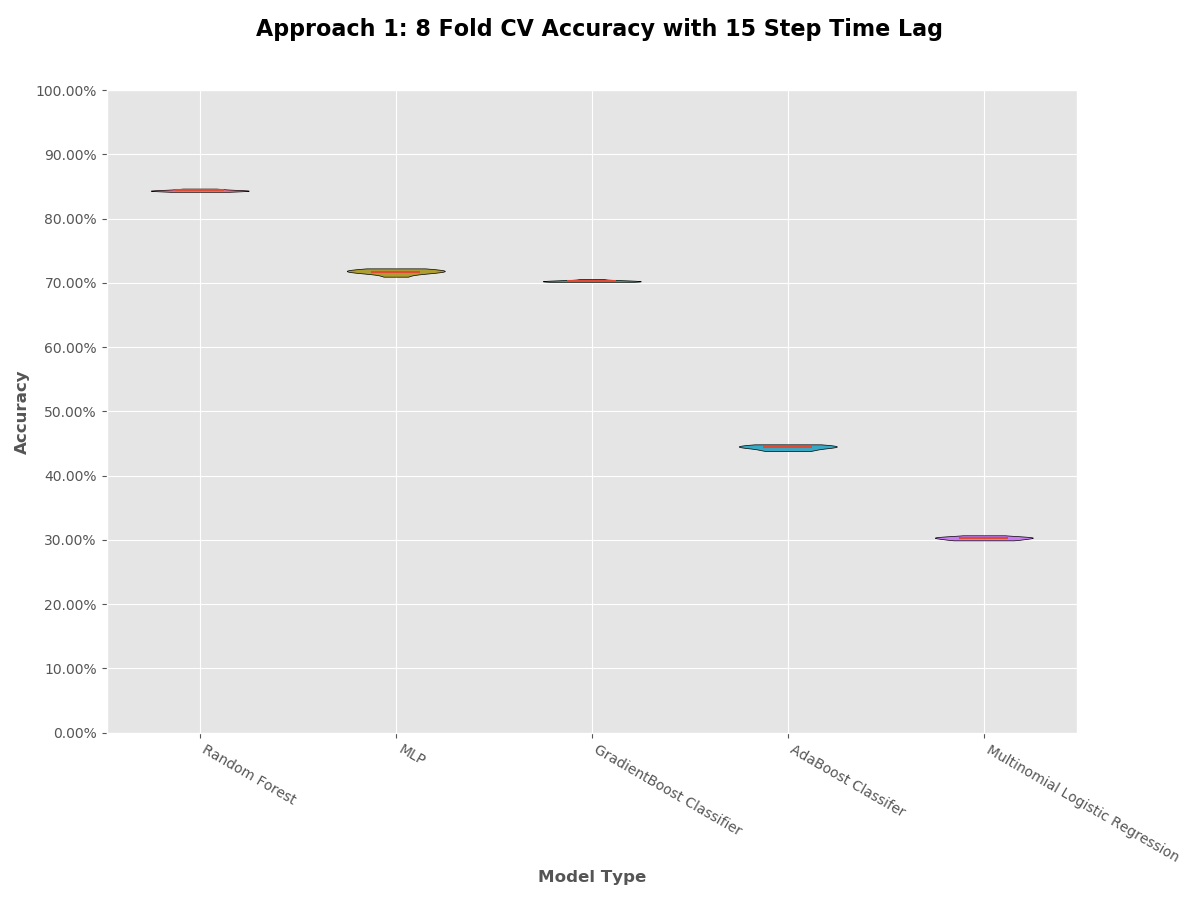 Approach 1: 8 Fold CV Accuracy with 15 Step Time Lag
100.00%
90.00%
80.00%
70.00%
60.00%
50.00%
40.00%
30.00%
20.00%
10.00%
0.00%
Accuracy
Random Forest
MLP
GradientBoost Classifier
AdaBoost Classifer
Multinomial Logistic Regression
Model Type